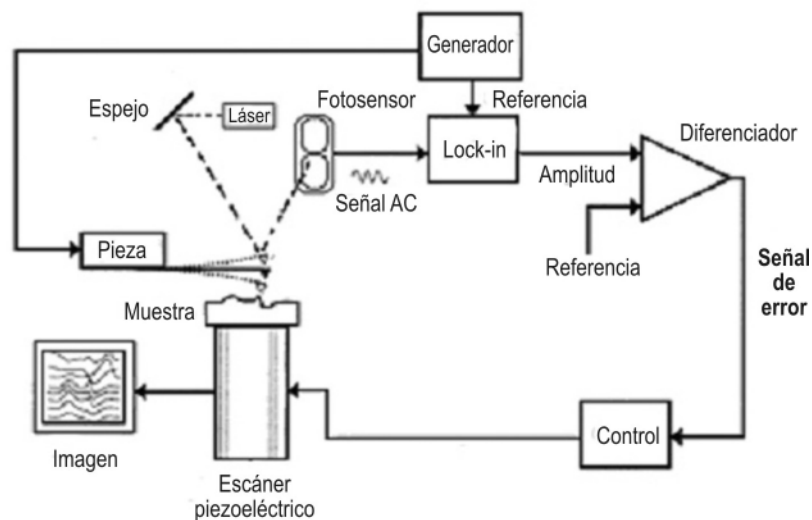 Generador
Espejo
Láser
Fotosensor
Referencia
Lock-in
Diferenciador
Señal AC
Amplitud
Pieza
Referencia
Señal
de
error
Muestra
Control
Imagen
Escáner
piezoeléctrico